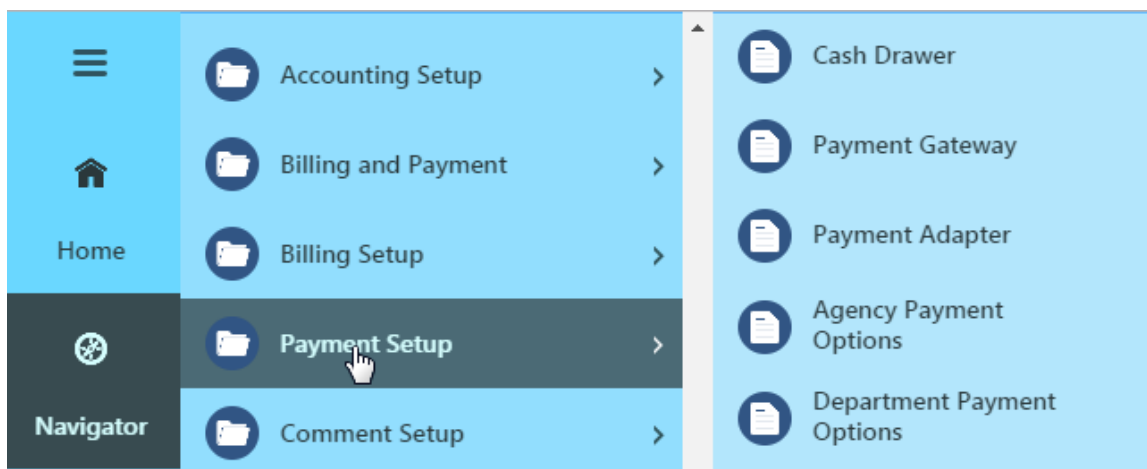 Home
Navigator
Accounting Setup
Billing and Payment
Billing Setup
Payment Setup
Comment Setup
Cash Drawer
Payment Gateway
Payment Adapter
Agency Payment
Options
Department Payment
Options